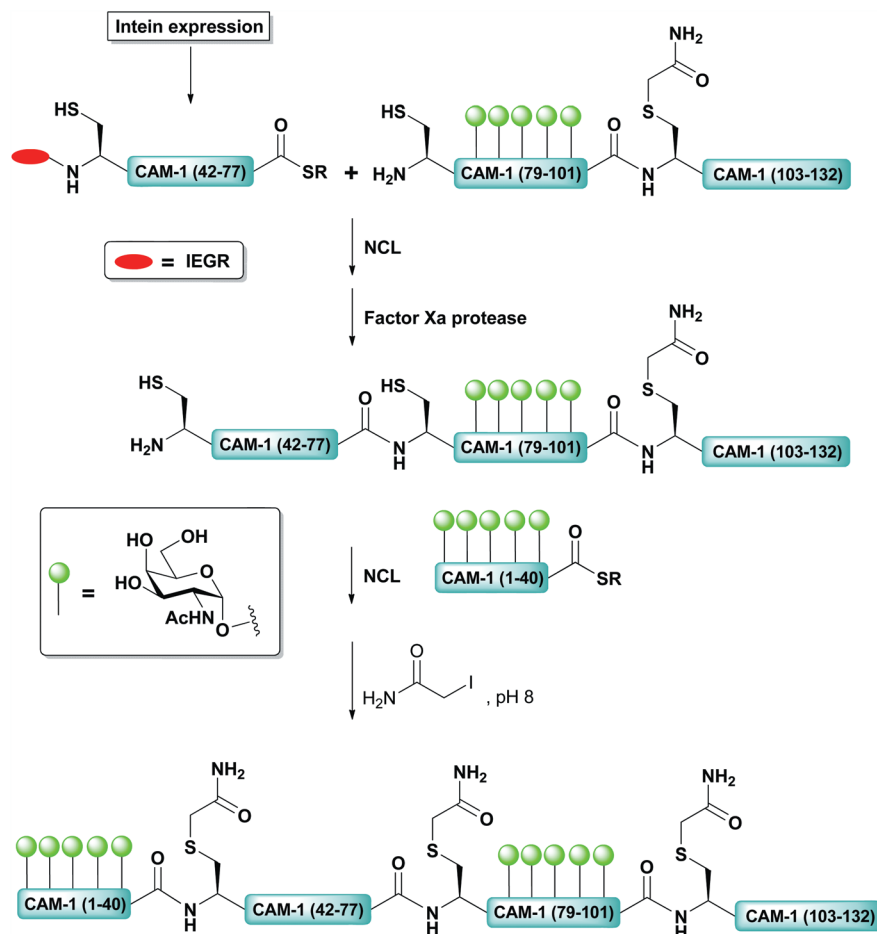 Intein expression
HS
N
H
CAM-1 (42-77)
O
SR
+
HS
H2N
CAM-1 (79-101)
O
N
H
S
O
NH2
CAM-1 (103-132)
= IEGR
NCL
Factor Xa protease
HS
H2N
CAM-1 (42-77)
O
N
H
HS
CAM-1 (79-101)
O
N
H
S
O
NH2
CAM-1 (103-132)
=
HO
OH
O
HO
AcHN
O
NCL
CAM-1 (1-40)
O
SR
O
H2N
I
, pH 8
CAM-1 (1-40)
O
N
H
S
O
NH2
CAM-1 (42-77)
O
N
H
S
O
NH2
CAM-1 (79-101)
O
N
H
S
O
NH2
CAM-1 (103-132)